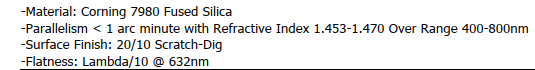 -Material: Corning 7980 Fused Silica
-Parallelism < 1 arc minute with Refractive Index 1.453-1.470 Over Range 400-800nm
-Surface Finish: 20/10 Scratch-Dig
-Flatness: Lambda/10 @ 632nm